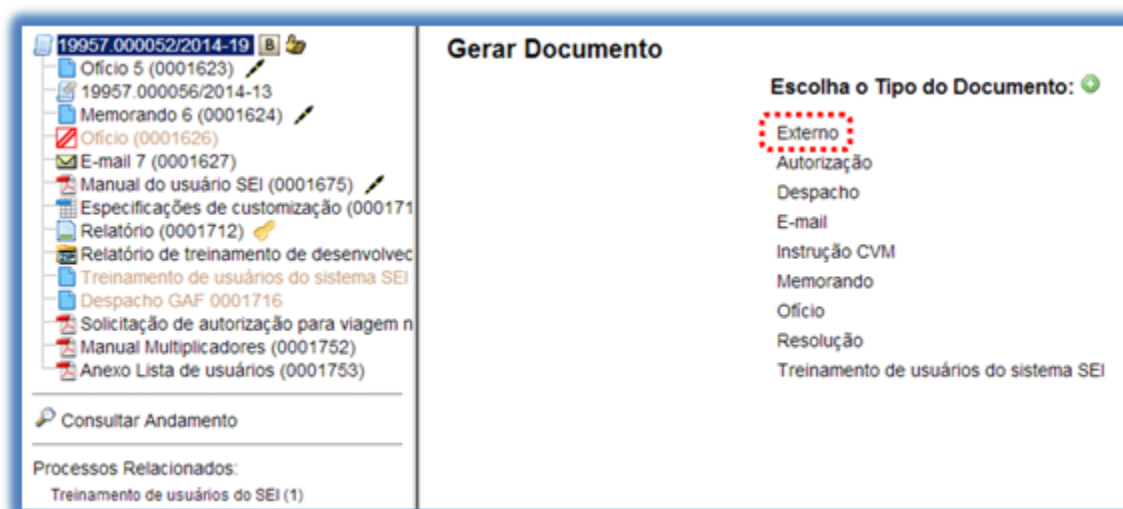 19957.000052/2014-19 B
Ofício 5 (0001623)
19957.000056/2014-13
Memorando 6 (0001624)
Ofício (0001626)
E-mail 7 (0001627)
Manual do usuário SEI (0001675)
Especificações de customização (000171
Relatório (0001712)
Relatório de treinamento de desenvolvec
Treinamento de usuários do sistema SEI
Despacho GAF 0001716
Solicitação de autorização para viagem n
Manual Multiplicadores (0001752)
Anexo Lista de usuários (0001753)
Consultar Andamento
Processos Relacionados:
Treinamento de usuários do SEI (1)
Gerar Documento
Escolha o Tipo do Documento:
Externo
Autorização
Despacho
E-mail
Instrução CVM
Memorando
Ofício
Resolução
Treinamento de usuários do sistema SEI